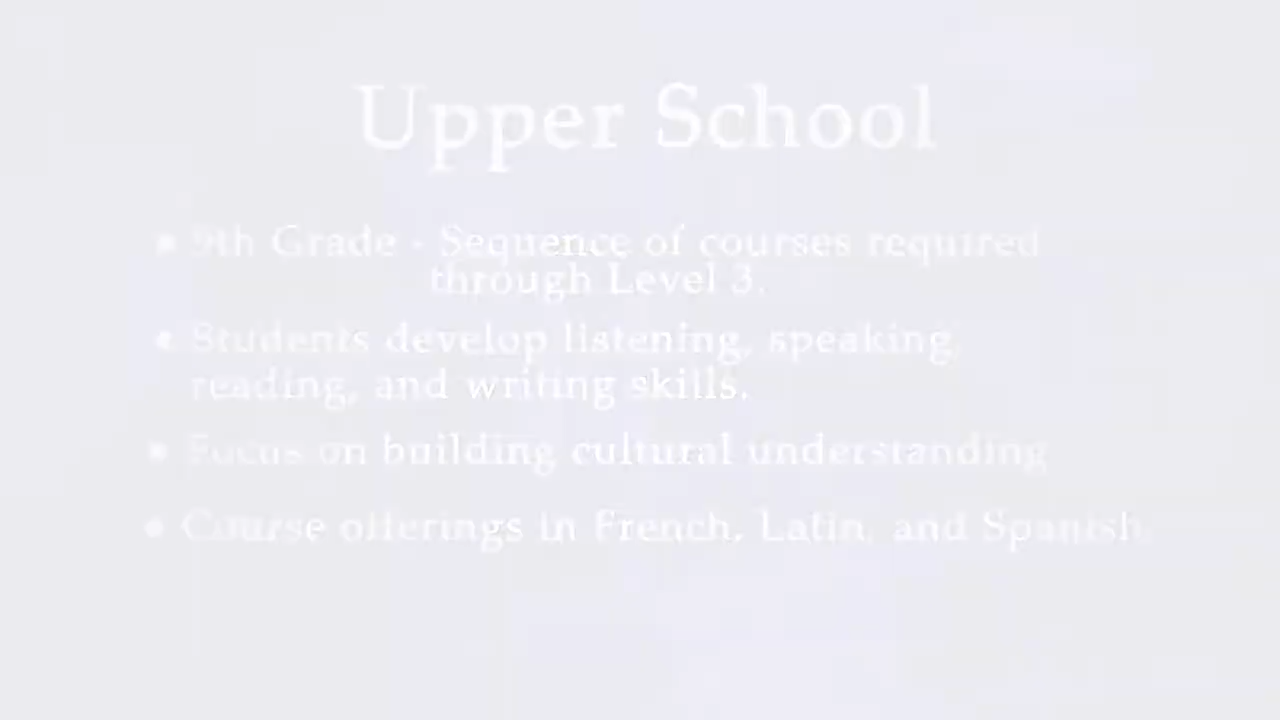 Upper School
• 9th Grade - Sequence of courses required
through Level 3.
• Students develop listening, speaking,
reading, and writing skills.
• Focus on building cultural understanding
• Course offerings in French, Latin, and Spanish.